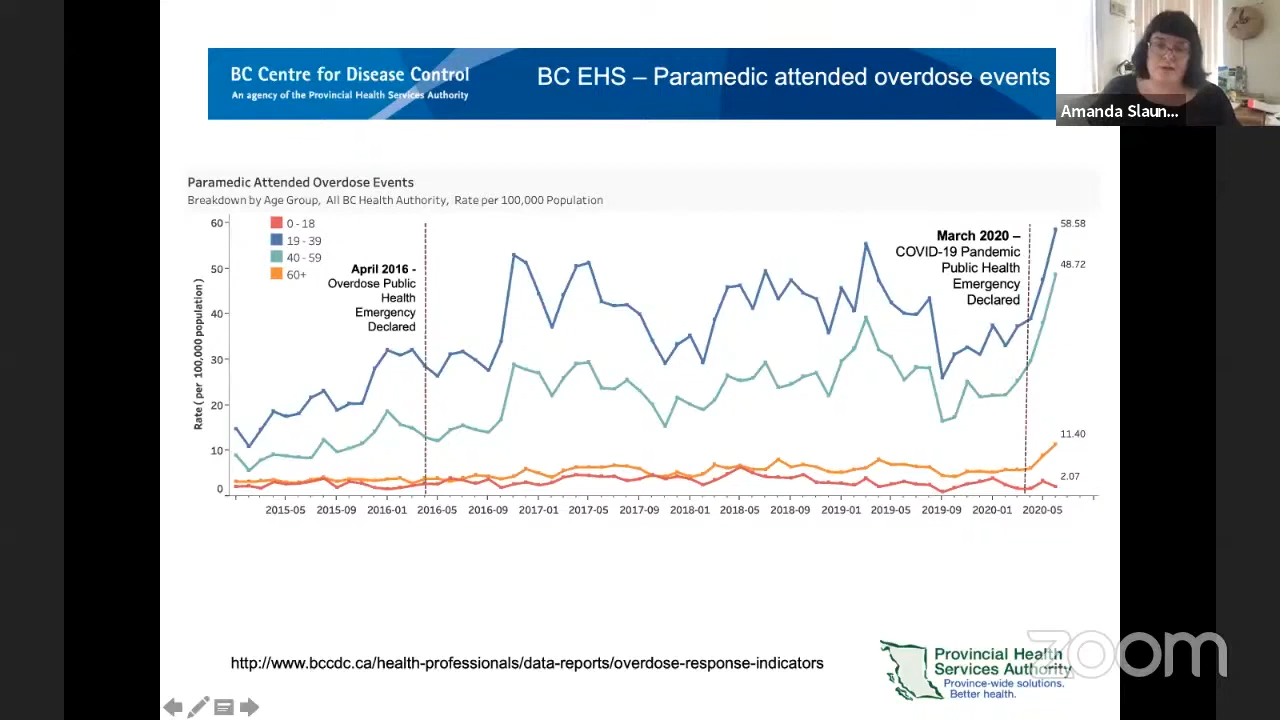 BC Centre for Disease Control
An agency of the Provincial Health Services Authority
BC EHS – Paramedic attended overdose events
Amanda Slaun...
Paramedic Attended Overdose Events
Breakdown by Age Group, All BC Health Authority, Rate per 100,000 Population
Rate ( per 100,000 population)
60
50
40
30
20
10
0
0 - 18
19 - 39
40 - 59
60+
April 2016 -
Overdose Public
Health
Emergency
Declared
March 2020 –
COVID-19 Pandemic
Public Health
Emergency
Declared
58.58
48.72
11.40
2.07
2015-05 2015-09 2016-01 2016-05 2016-09 2017-01 2017-05 2017-09 2018-01 2018-05 2018-09 2019-01 2019-05 2019-09 2020-01 2020-05
http://www.bccdc.ca/health-professionals/data-reports/overdose-response-indicators
Provincial Health
Services Authority
Province-wide solutions.
Better health.
zoom